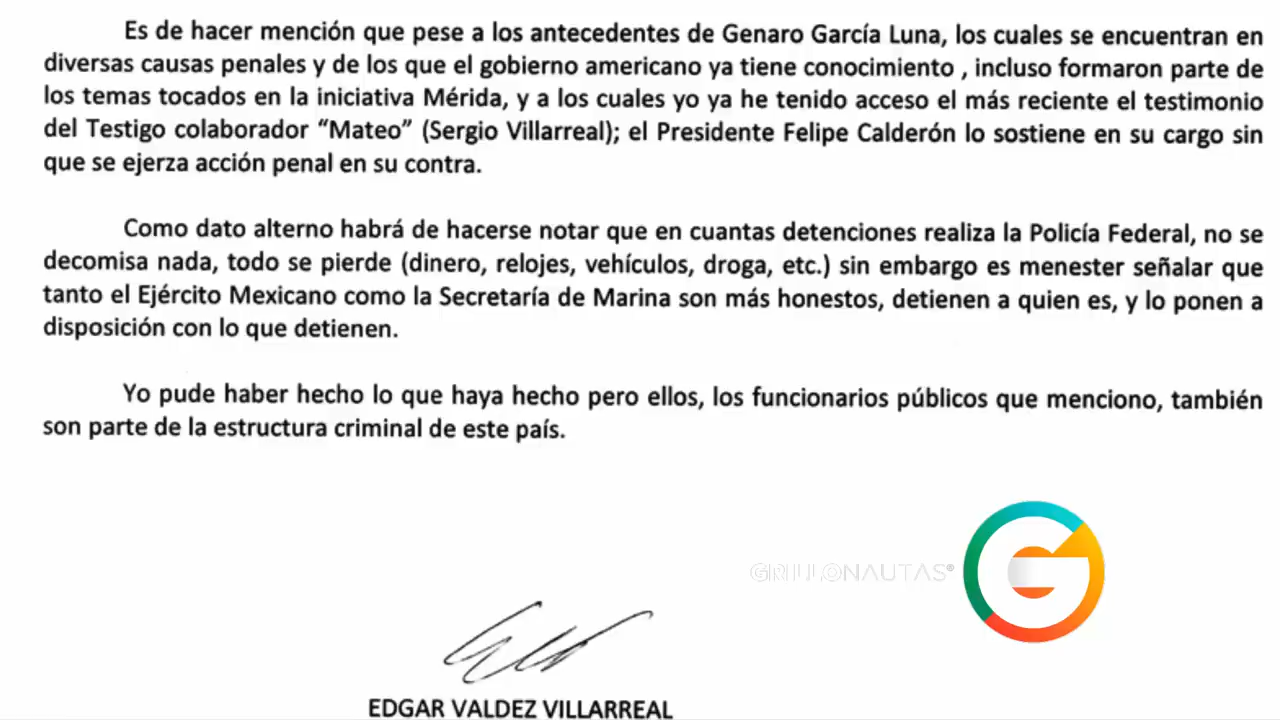 Es de hacer mención que pese a los antecedentes de Genaro García Luna, los cuales se encuentran en
diversas causas penales y de los que el gobierno americano ya tiene conocimiento , incluso formaron parte de
los temas tocados en la iniciativa Mérida, y a los cuales yo ya he tenido acceso el más reciente el testimonio
del Testigo colaborador “Mateo” (Sergio Villarreal); el Presidente Felipe Calderón lo sostiene en su cargo sin
que se ejerza acción penal en su contra.
Como dato alterno habrá de hacerse notar que en cuantas detenciones realiza la Policía Federal, no se
decomisa nada, todo se pierde (dinero, relojes, vehículos, droga, etc.) sin embargo es menester señalar que
tanto el Ejército Mexicano como la Secretaría de Marina son más honestos, detienen a quien es, y lo ponen a
disposición con lo que detienen.
Yo pude haber hecho lo que haya hecho pero ellos, los funcionarios públicos que menciono, también
son parte de la estructura criminal de este país.
GRILLONAUTAS®
G
EDGAR VALDEZ VILLARREAL